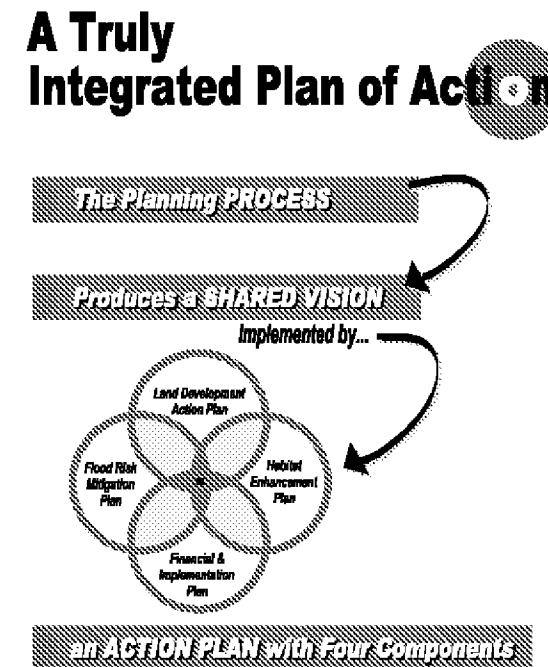 A Truly
Integrated Plan of Action
The Planning PROCESS
Produces a SHARED VISION
Implemented by...
Land Development
Action Plan
Flood Risk
Mitigation
Plan
Habitat
Enhancement
Plan
Financial &
Implementation
Plan
an ACTION PLAN with Four Components